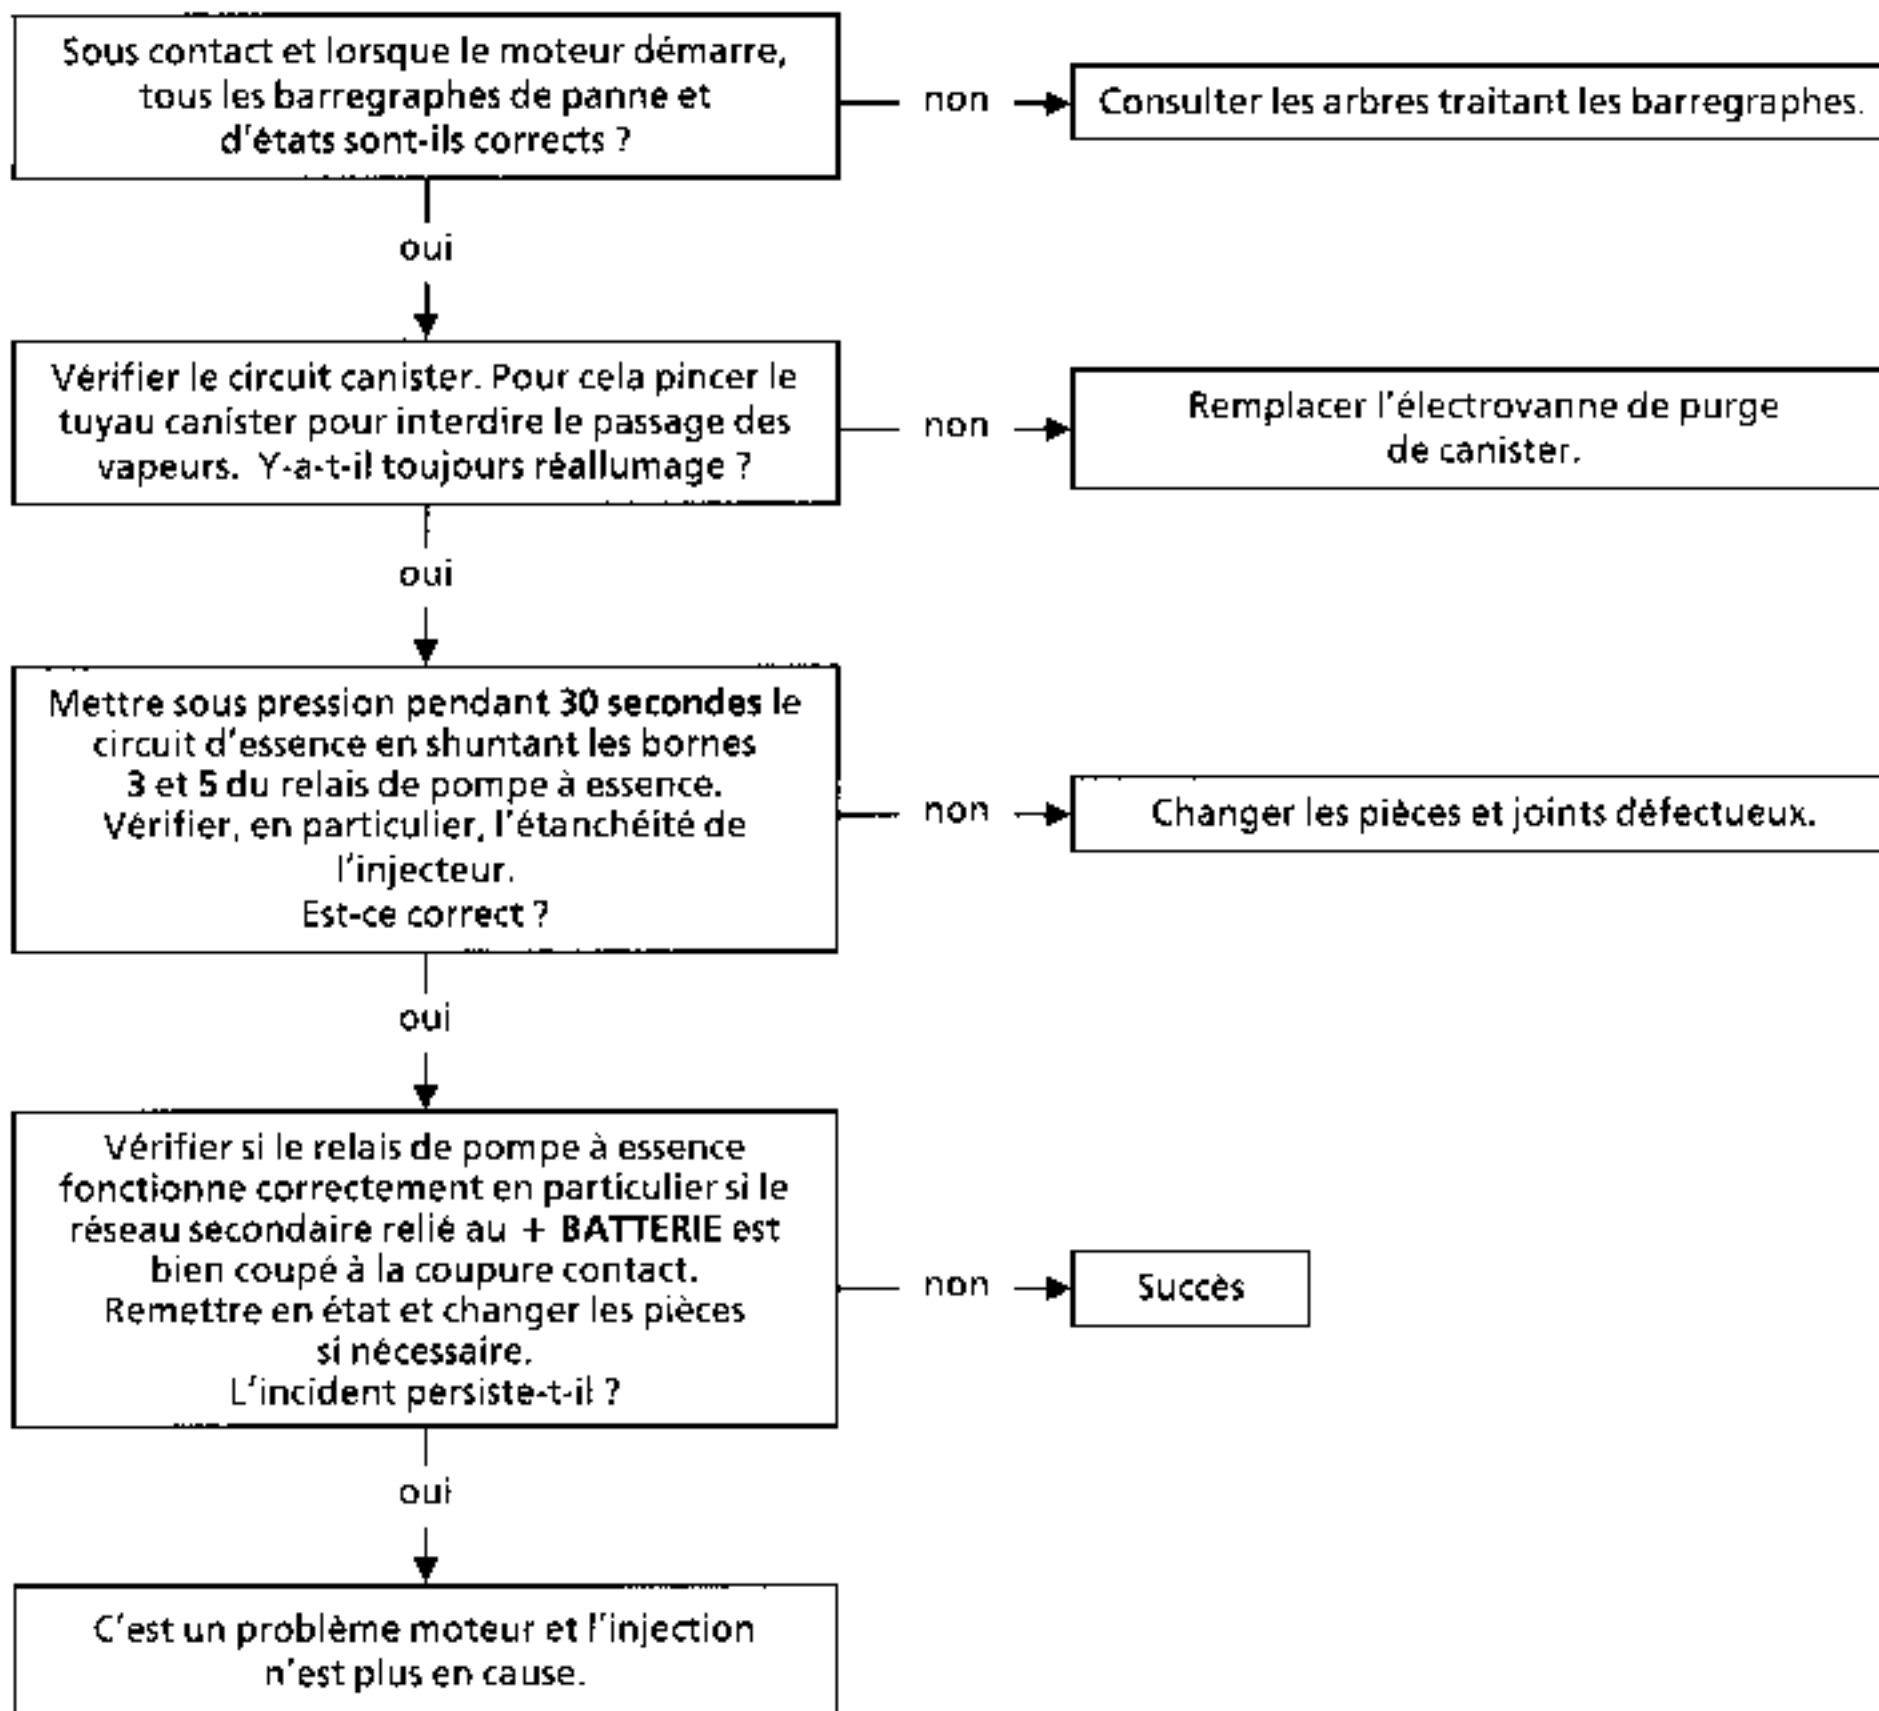 Sous contact et lorsque le moteur démarre,
tous les barregraphes de panne et
d'états sont-ils corrects ?
non
Consulter les arbres traitant les barregraphes.
oui
Vérifier le circuit canister. Pour cela pincer le
tuyau canister pour interdire le passage des
vapeurs. Y-a-t-il toujours réallumage ?
non
Remplacer l'électrovanne de purge
de canister.
oui
Mettre sous pression pendant 30 secondes le
circuit d'essence en shuntant les bornes
3 et 5 du relais de pompe à essence.
Vérifier, en particulier, l'étanchéité de
l'injecteur.
Est-ce correct ?
non
Changer les pièces et joints défectueux.
oui
Vérifier si le relais de pompe à essence
fonctionne correctement en particulier si le
réseau secondaire relié au + BATTERIE est
bien coupé à la coupure contact.
Remettre en état et changer les pièces
si nécessaire.
L'incident persiste-t-il ?
non
Succès
oui
C'est un problème moteur et l'injection
n'est plus en cause.